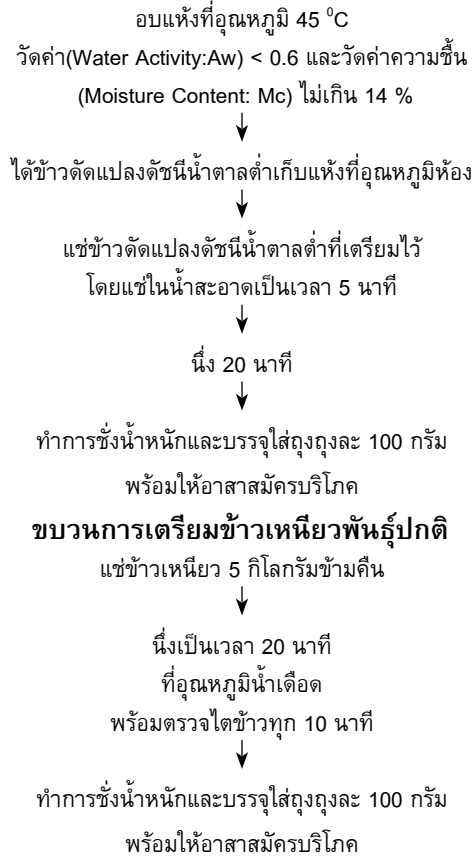 อบแห้งที่อุณหภูมิ 45 ⁰C
วัดค่า(Water Activity:Aw) < 0.6 และวัดค่าความชื้น
(Moisture Content: Mc) ไม่เกิน 14 %
ได้ข้าวดัดแปลงดัชนีน้ำตาลต่ำเก็บแห้งที่อุณหภูมิห้อง
แช่ข้าวดัดแปลงดัชนีน้ำตาลต่ำที่เตรียมไว้
โดยแช่ในน้ำสะอาดเป็นเวลา 5 นาที
นึ่ง 20 นาที
ทำการชั่งน้ำหนักและบรรจุใส่ถุงถุงละ 100 กรัม
พร้อมให้อาสาสมัครบริโภค
ขบวนการเตรียมข้าวเหนียวพันธุ์ปกติ
แช่ข้าวเหนียว 5 กิโลกรัมข้ามคืน
นึ่งเป็นเวลา 20 นาที
ที่อุณหภูมิน้ำเดือด
พร้อมตรวจไตข้าวทุก 10 นาที
ทำการชั่งน้ำหนักและบรรจุใส่ถุงถุงละ 100 กรัม
พร้อมให้อาสาสมัครบริโภค